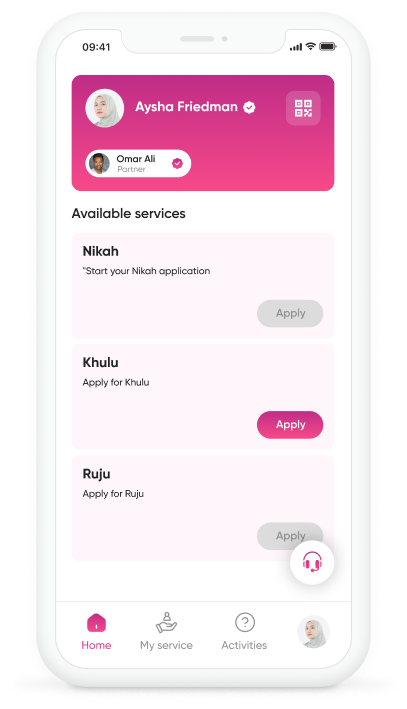 09:41
Aysha Friedman
Omar Ali
Partner
Available services
Nikah
"Start your Nikah application
Apply
Khulu
Apply for Khulu
Apply
Ruju
Apply for Ruju
Apply
Home
My service
Activities